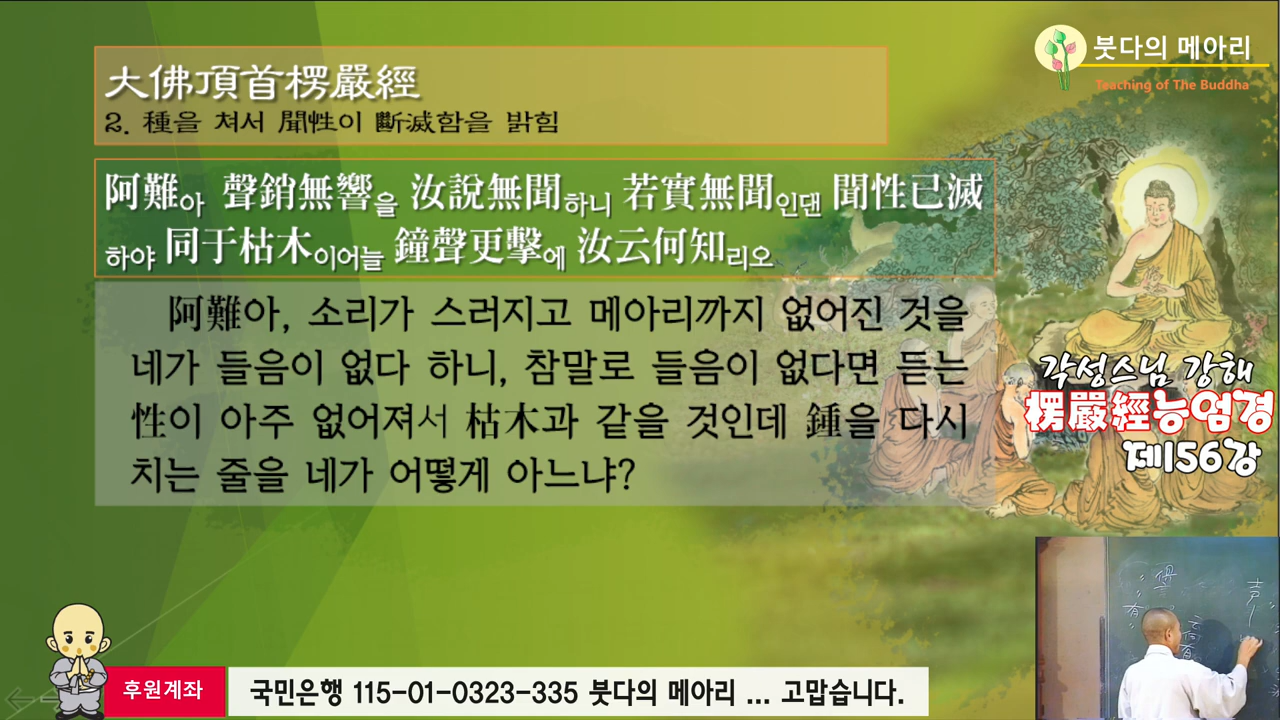 大佛頂首楞嚴經
2. 種을 쳐서 聞性이 斷滅함을 밝힘
붓다의 메아리
Teaching of The Buddha
阿難아 聲銷無響을 汝說無聞하니 若實無聞인댄 聞性已滅
하야 同于枯木이어늘 鐘聲更擊에 汝云何知리오
阿難아, 소리가 스러지고 메아리까지 없어진 것을
네가 들음이 없다 하니, 참말로 들음이 없다면 듣는
性이 아주 없어져서 枯木과 같을 것인데 鍾을 다시
치는 줄을 네가 어떻게 아느냐?
각성스님 강해
楞嚴經능엄경
제156강
有
후원계좌
국민은행 115-01-0323-335 붓다의 메아리 ... 고맙습니다.